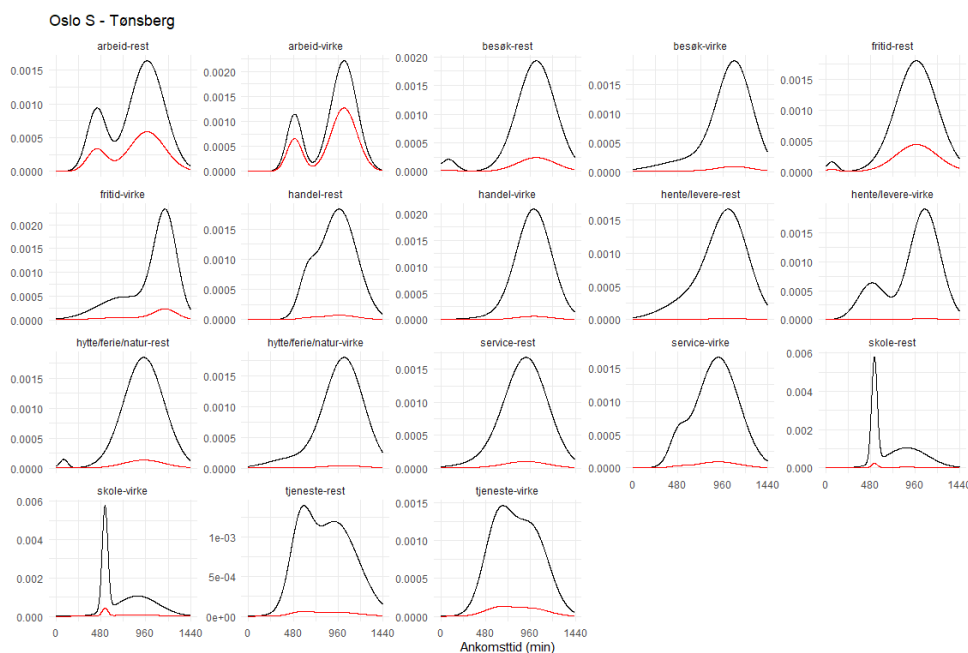 Oslo S - Tønsberg
arbeid-rest
arbeid-virke
besøk-rest
besøk-virke
fritid-rest
0.0015
0.0010
0.0005
0.0000
0.0020
0.0015
0.0010
0.0005
0.0000
0.0020
0.0015
0.0010
0.0005
0.0000
0.0015
0.0010
0.0005
0.0000
0.0015
0.0010
0.0005
0.0000
fritid-virke
handel-rest
handel-virke
hente/levere-rest
hente/levere-virke
0.0020
0.0015
0.0010
0.0005
0.0000
0.0015
0.0010
0.0005
0.0000
0.0020
0.0015
0.0010
0.0005
0.0000
0.0015
0.0010
0.0005
0.0000
0.0015
0.0010
0.0005
0.0000
hytte/ferie/natur-rest
hytte/ferie/natur-virke
service-rest
service-virke
skole-rest
0.0015
0.0010
0.0005
0.0000
0.0015
0.0010
0.0005
0.0000
0.0015
0.0010
0.0005
0.0000
0.0015
0.0010
0.0005
0.0000
0.006
0.004
0.002
0.000
0 480 960 1440
0 480 960 1440
skole-virke
tjeneste-rest
tjeneste-virke
0.006
0.004
0.002
0.000
1e-03
5e-04
0e+00
0.0015
0.0010
0.0005
0.0000
0 480 960 1440
0 480 960 1440
0 480 960 1440
Ankomsttid (min)